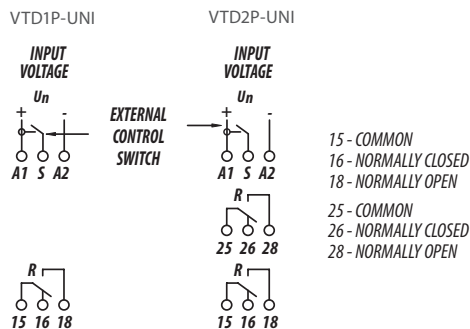 VTD1P-UNI
INPUT
VOLTAGE
Un
+ -
A1 S A2
R
15 16 18
EXTERNAL
CONTROL
SWITCH
VTD2P-UNI
INPUT
VOLTAGE
Un
+ -
A1 S A2
R
25 26 28
R
15 16 18
15 - COMMON
16 - NORMALLY CLOSED
18 - NORMALLY OPEN
25 - COMMON
26 - NORMALLY CLOSED
28 - NORMALLY OPEN